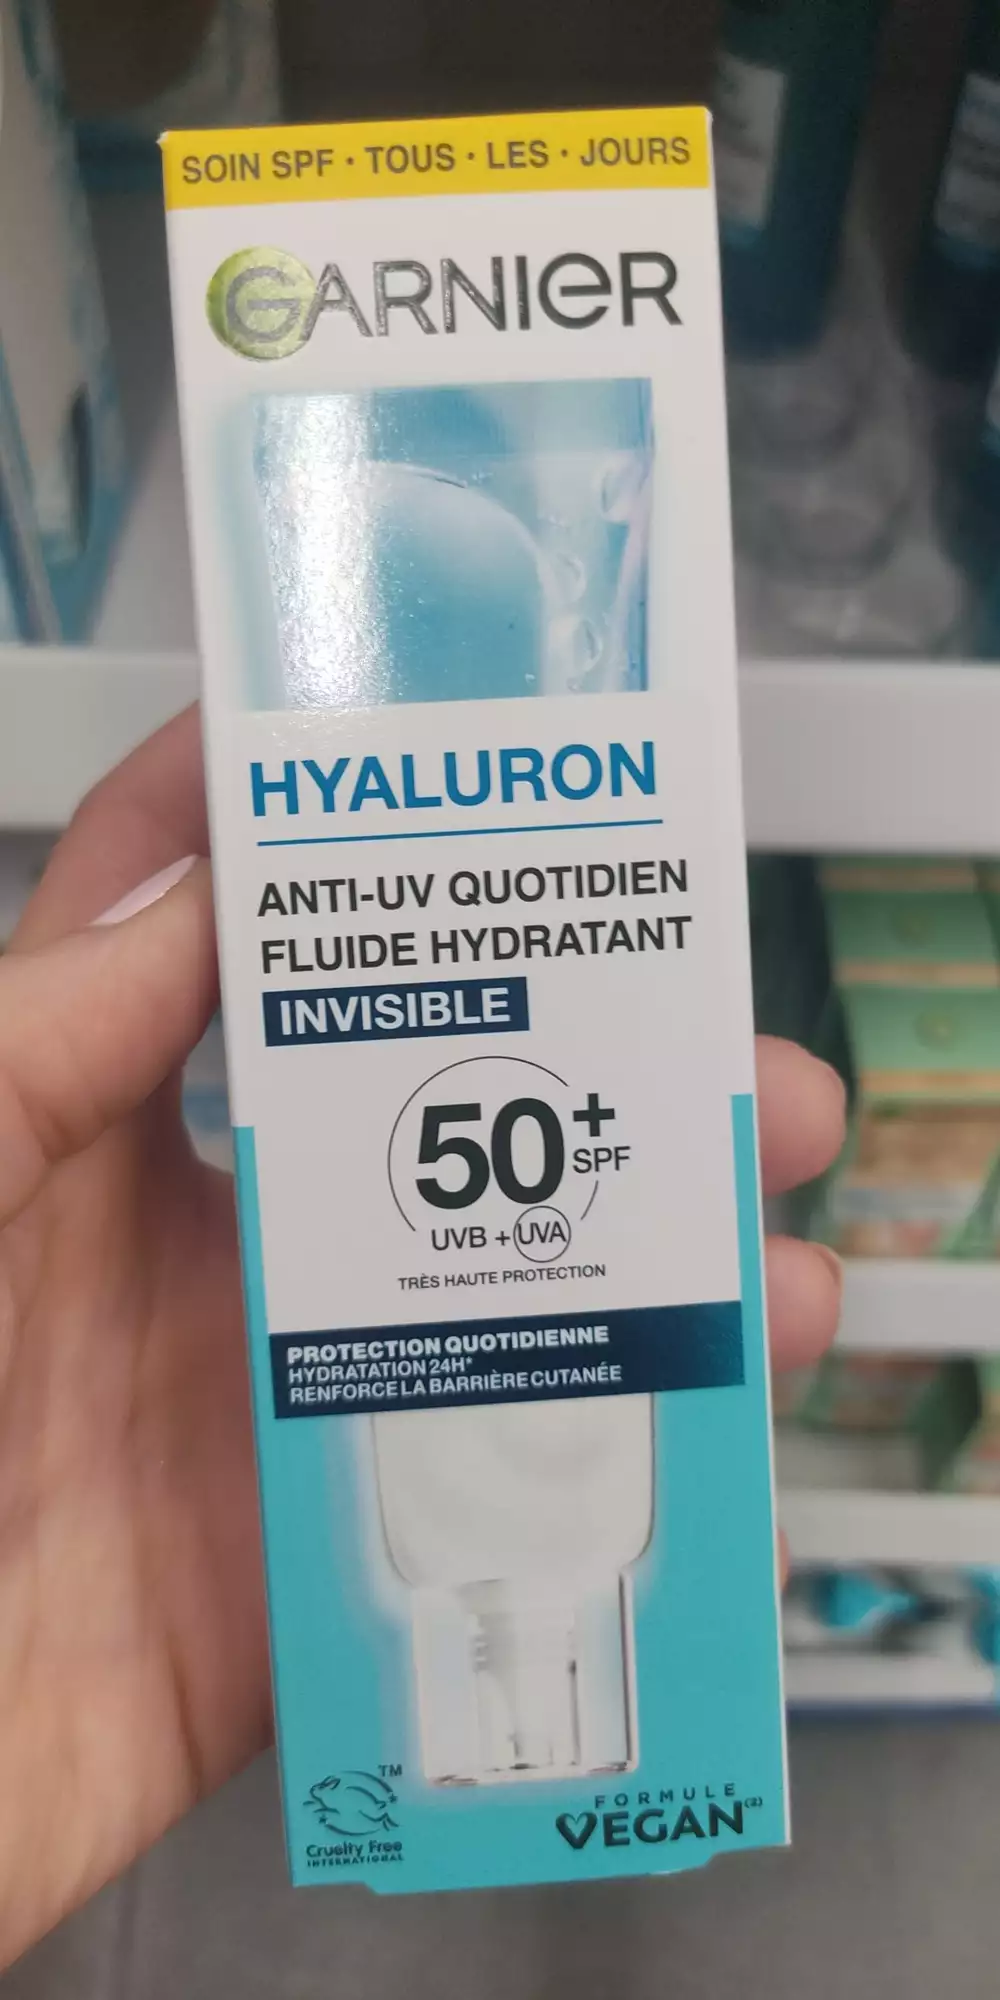 SOIN SPF · TOUS · LES · JOURS
GARNIER
HYALURON
ANTI-UV QUOTIDIEN
FLUIDE HYDRATANT
INVISIBLE
50+
SPF
UVB + UVA
TRÈS HAUTE PROTECTION
PROTECTION QUOTIDIENNE
HYDRATATION 24H*
RENFORCE LA BARRIÈRE CUTANÉE
TM
Cruelty Free
INTERNATIONAL
FORMULE
VEGAN(2)